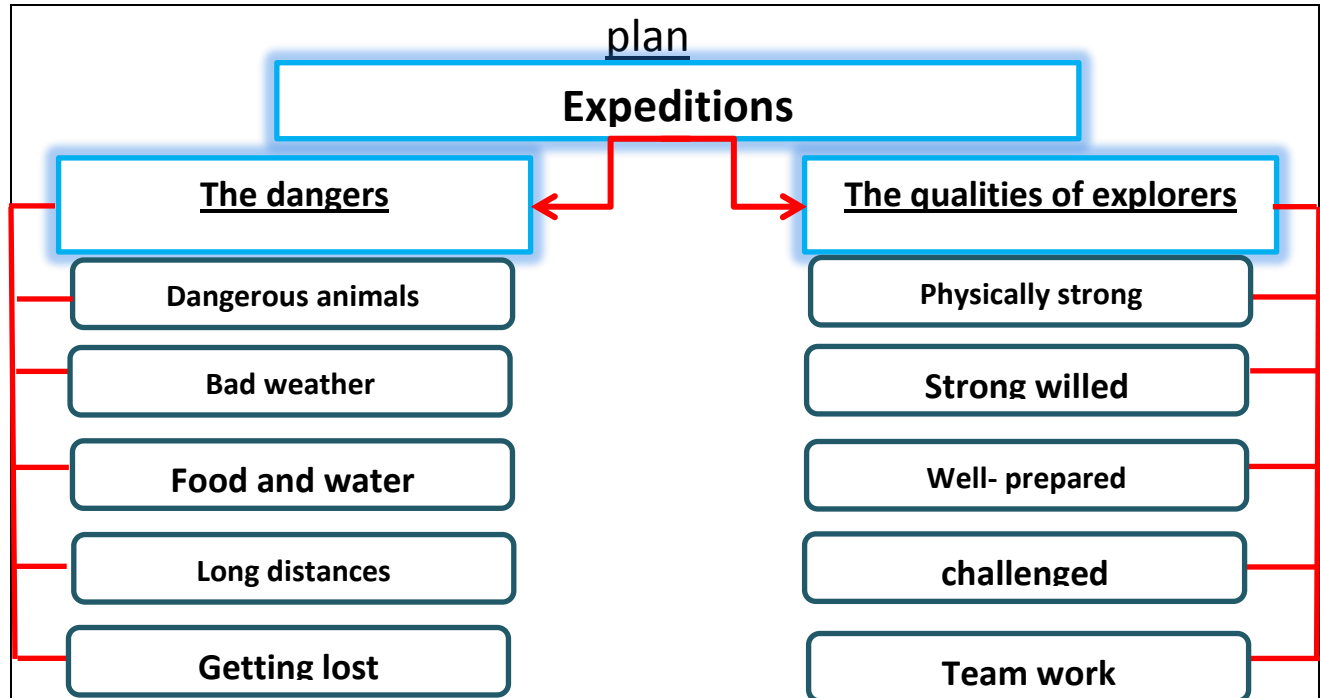 plan
Expeditions
The dangers
Dangerous animals
Bad weather
Food and water
Long distances
Getting lost
The qualities of explorers
Physically strong
Strong willed
Well- prepared
challenged
Team work